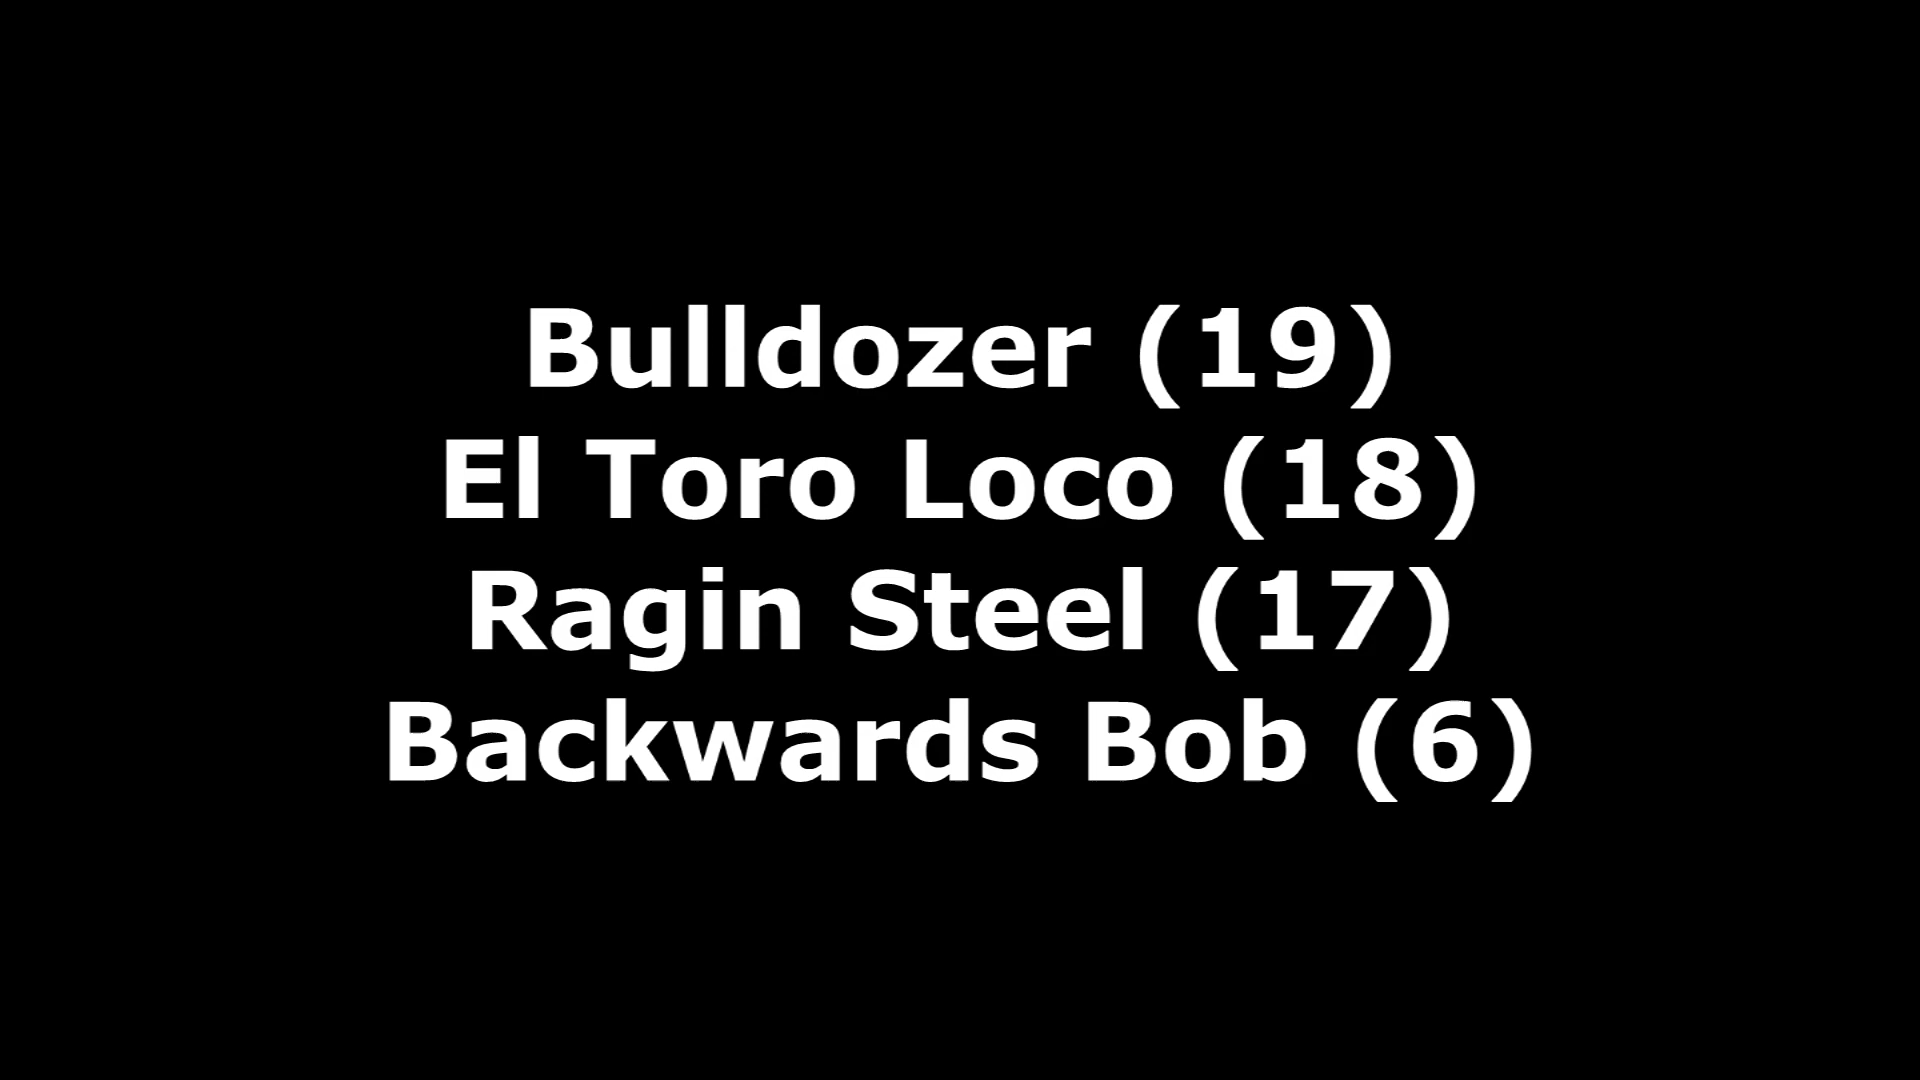 Bulldozer (19)
El Toro Loco (18)
Ragin Steel (17)
Backwards Bob (6)